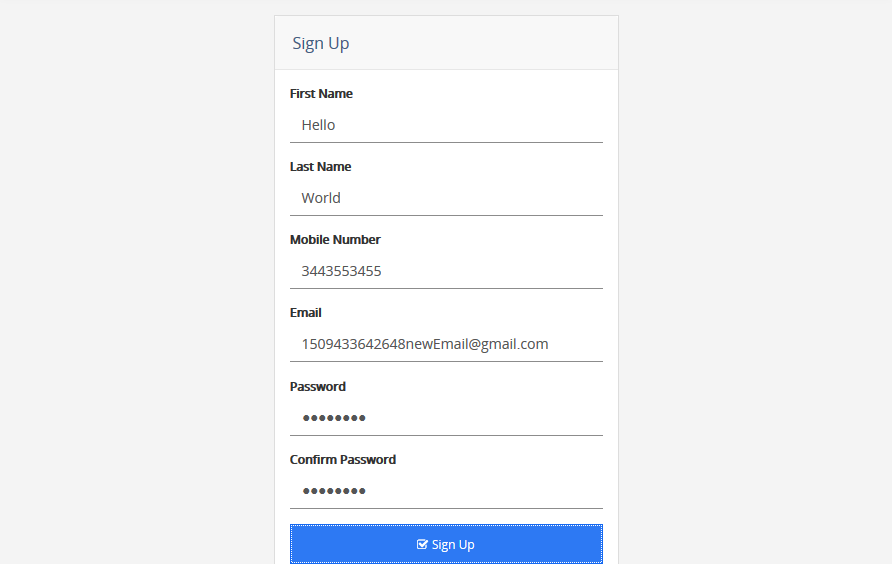 Sign Up
First Name
Hello
Last Name
World
Mobile Number
3443553455
Email
1509433642648newEmail@gmail.com
Password
●●●●●●●●
Confirm Password
●●●●●●●●
Sign Up